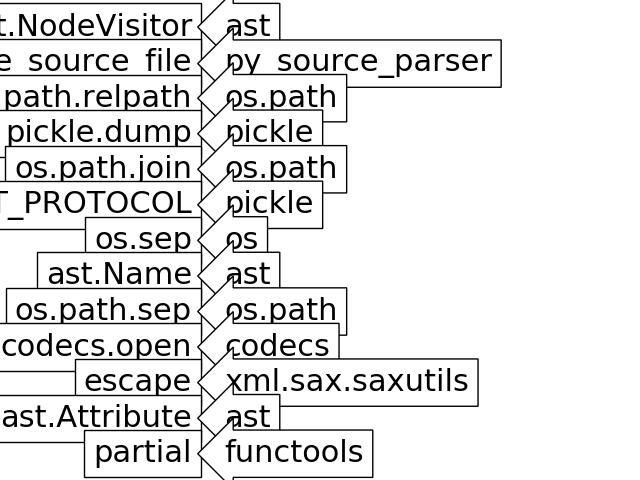 t.NodeVisitor ast
e_source_file py_source_parser
path.relpath os.path
pickle.dump pickle
os.path.join os.path
T_PROTOCOL pickle
os.sep os
ast.Name ast
os.path.sep os.path
codecs.open codecs
escape xml.sax.saxutils
ast.Attribute ast
partial functools